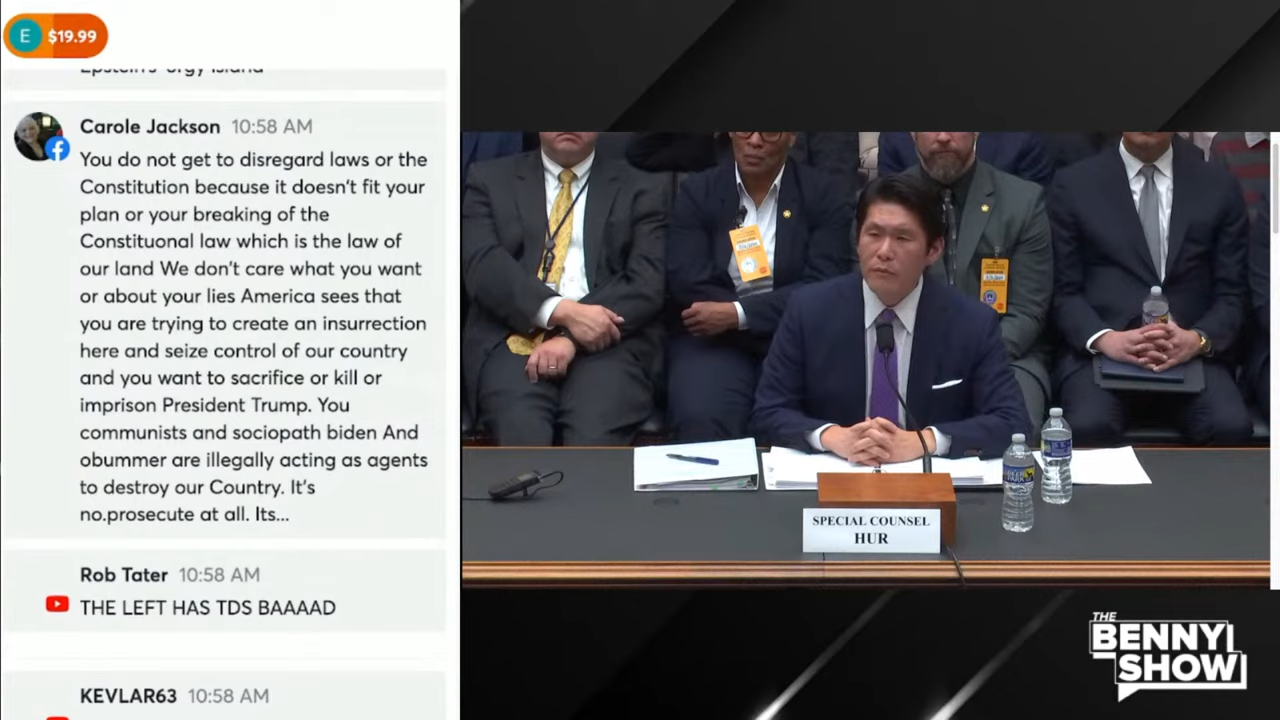 E $19.99
Epstein's orgy Island
Carole Jackson 10:58 AM
You do not get to disregard laws or the
Constitution because it doesn't fit your
plan or your breaking of the
Constituonal law which is the law of
our land We don't care what you want
or about your lies America sees that
you are trying to create an insurrection
here and seize control of our country
and you want to sacrifice or kill or
imprison President Trump. You
communists and sociopath biden And
obummer are illegally acting as agents
to destroy our Country. It's
no.prosecute at all. Its...
Rob Tater 10:58 AM
THE LEFT HAS TDS BAAAAD
KEVLAR63 10:58 AM
SPECIAL COUNSEL
HUR
DEER
PARK
THE
BENNY
SHOW